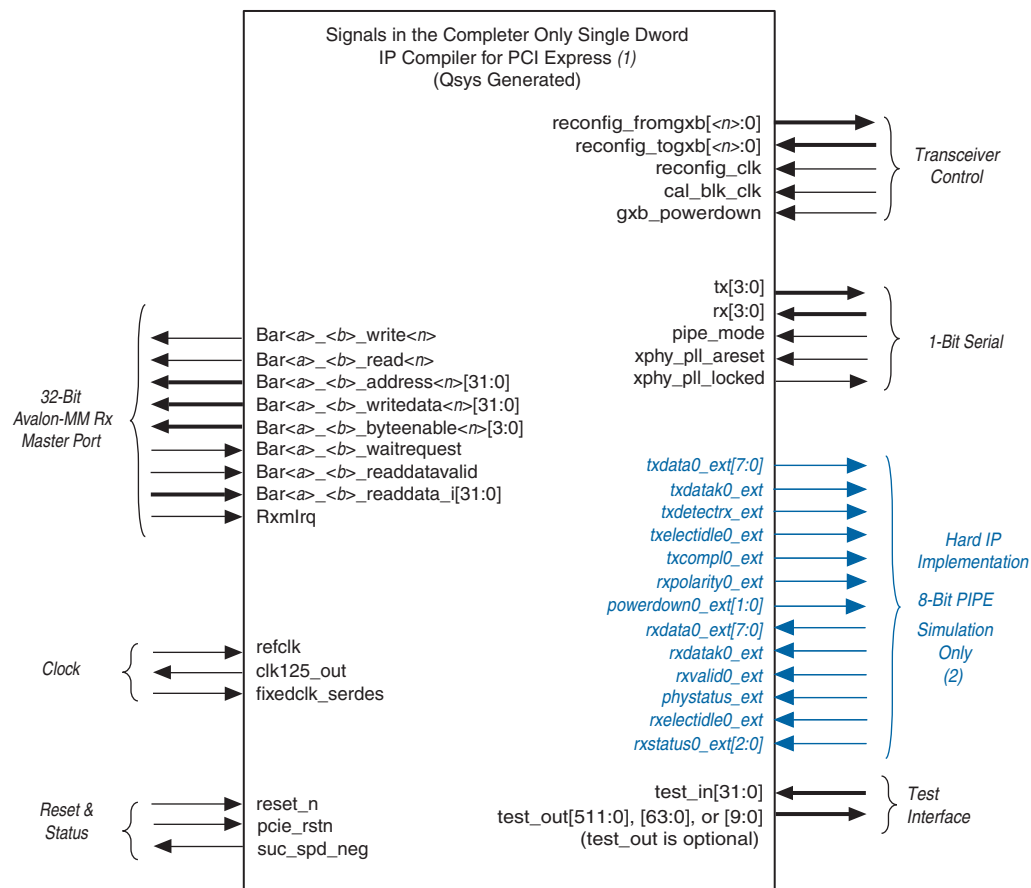 Signals in the Completer Only Single Dword
IP Compiler for PCI Express (1)
(Qsys Generated)
reconfig_fromgxb[<n>:0]
reconfig_togxb[<n>:0]
reconfig_clk
cal_blk_clk
gxb_powerdown
Transceiver
Control
tx[3:0]
rx[3:0]
pipe_mode
xphy_pll_areset
xphy_pll_locked
1-Bit Serial
32-Bit
Avalon-MM Rx
Master Port
Bar<a>_<b>_write<n>
Bar<a>_<b>_read<n>
Bar<a>_<b>_address<n>[31:0]
Bar<a>_<b>_writedata<n>[31:0]
Bar<a>_<b>_byteenable<n>[3:0]
Bar<a>_<b>_waitrequest
Bar<a>_<b>_readdatavalid
Bar<a>_<b>_readdata_i[31:0]
RxmIrq
txdata0_ext[7:0]
txdatak0_ext
txdetectrx_ext
txelectidle0_ext
txcompl0_ext
rxpolarity0_ext
powerdown0_ext[1:0]
rxdata0_ext[7:0]
rxdatak0_ext
rxvalid0_ext
phystatus_ext
rxelectidle0_ext
rxstatus0_ext[2:0]
Hard IP
Implementation
8-Bit PIPE
Simulation
Only
(2)
Clock
refclk
clk125_out
fixedclk_serdes
Reset &
Status
reset_n
pcie_rstn
suc_spd_neg
test_in[31:0]
test_out[511:0], [63:0], or [9:0]
(test_out is optional)
Test
Interface